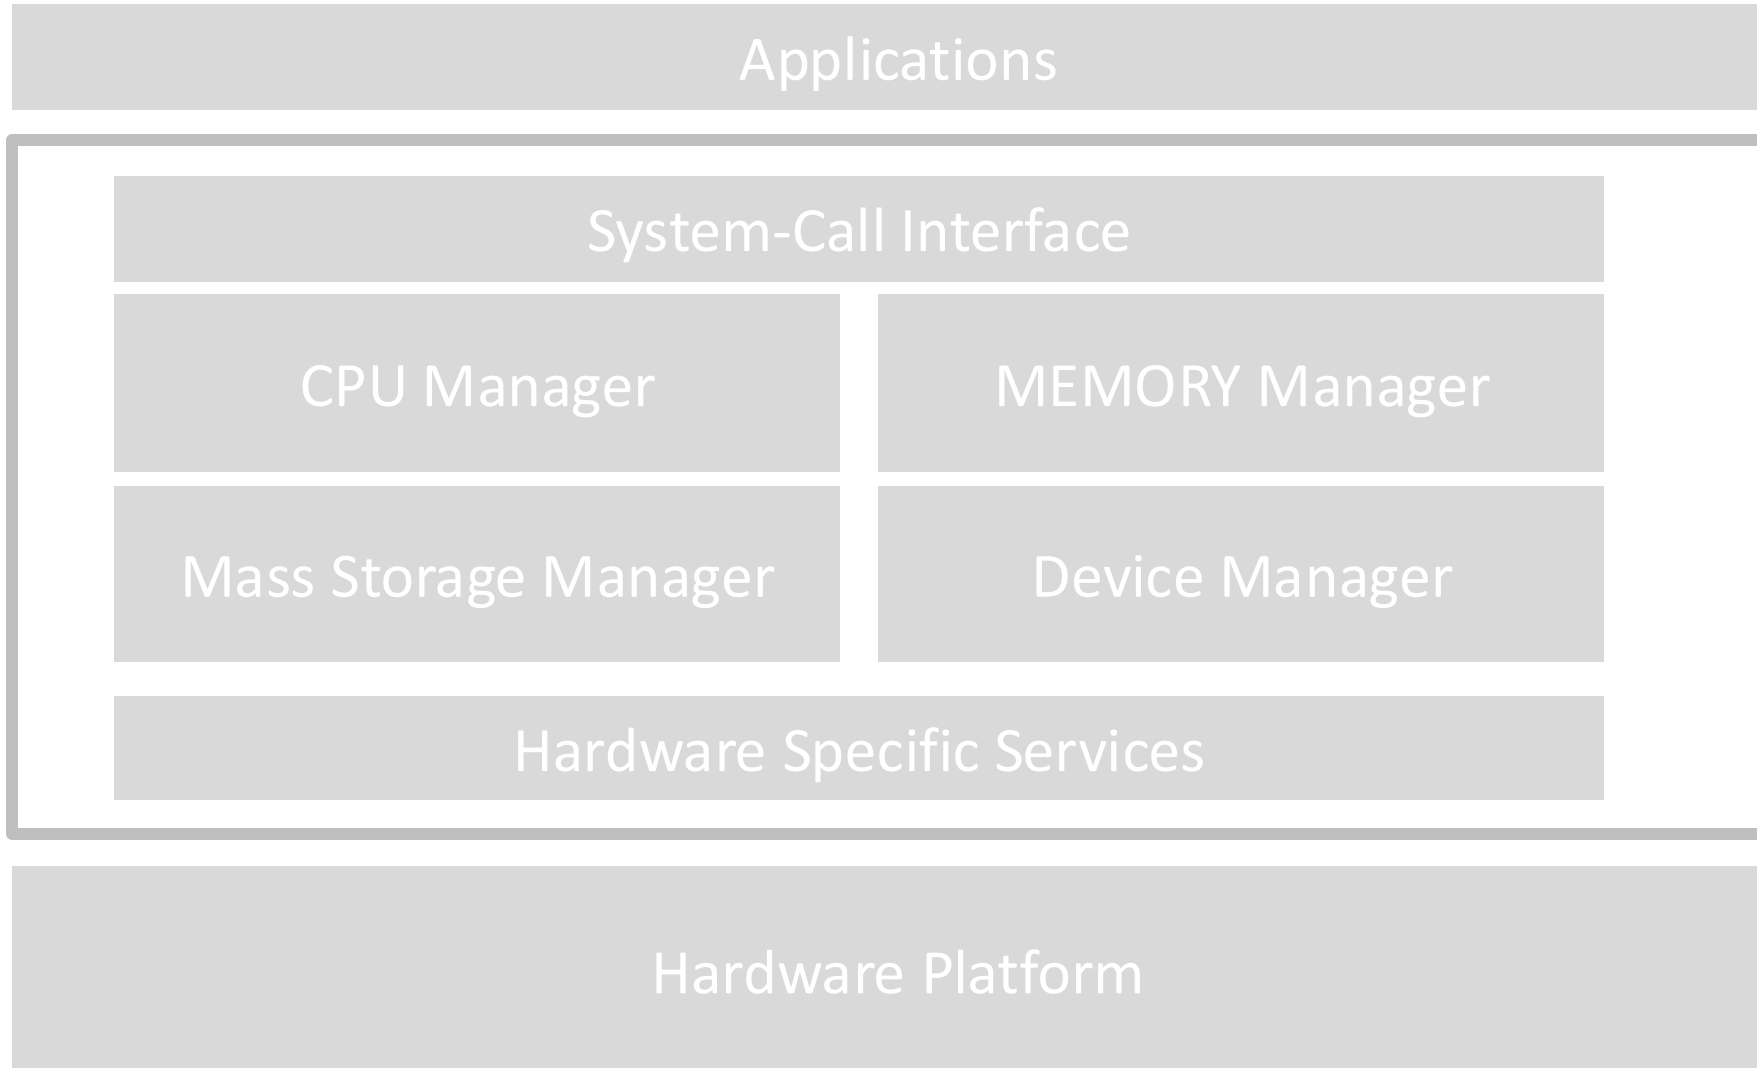 Applications
System-Call Interface
CPU Manager
MEMORY Manager
Mass Storage Manager
Device Manager
Hardware Specific Services
Hardware Platform